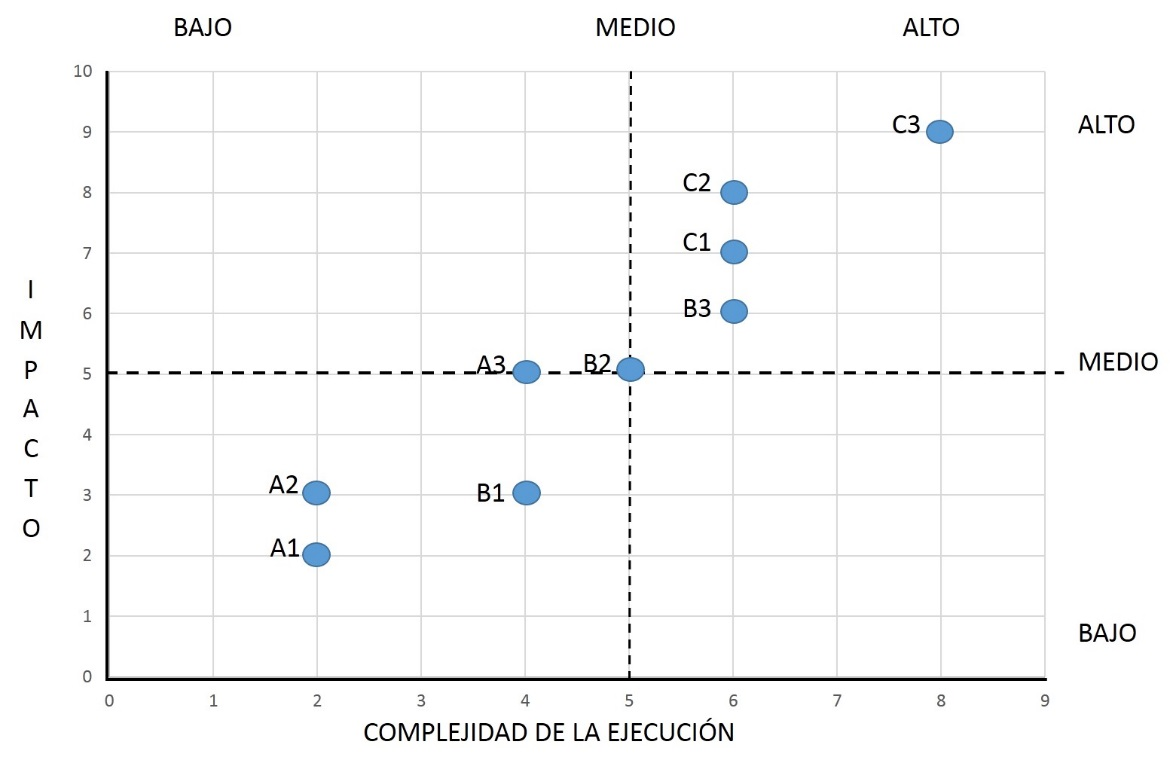 BAJO MEDIO ALTO
10
9
8
7
6
5
4
3
2
1
0
C3
C2
C1
B3
A3
B2
A2
B1
A1
ALTO
MEDIO
BAJO
IMPACTO
0 1 2 3 4 5 6 7 8 9
COMPLEJIDAD DE LA EJECUCIÓN